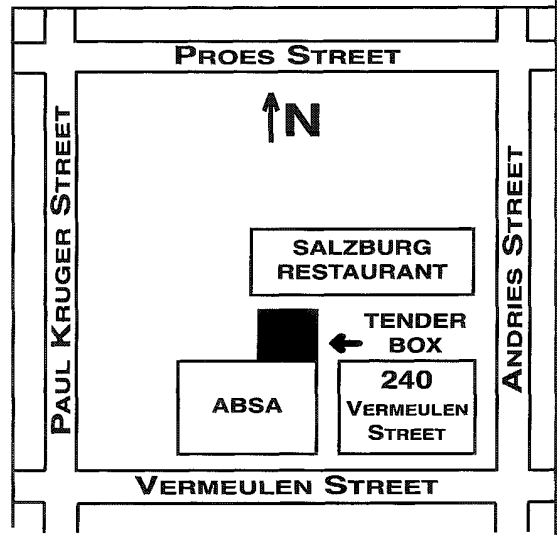 PROES STREET
N
PAUL KRUGER STREET
ANDRIES STREET
SALZBURG
RESTAURANT
TENDER
BOX
ABSA
240
VERMEULEN
STREET
VERMEULEN STREET